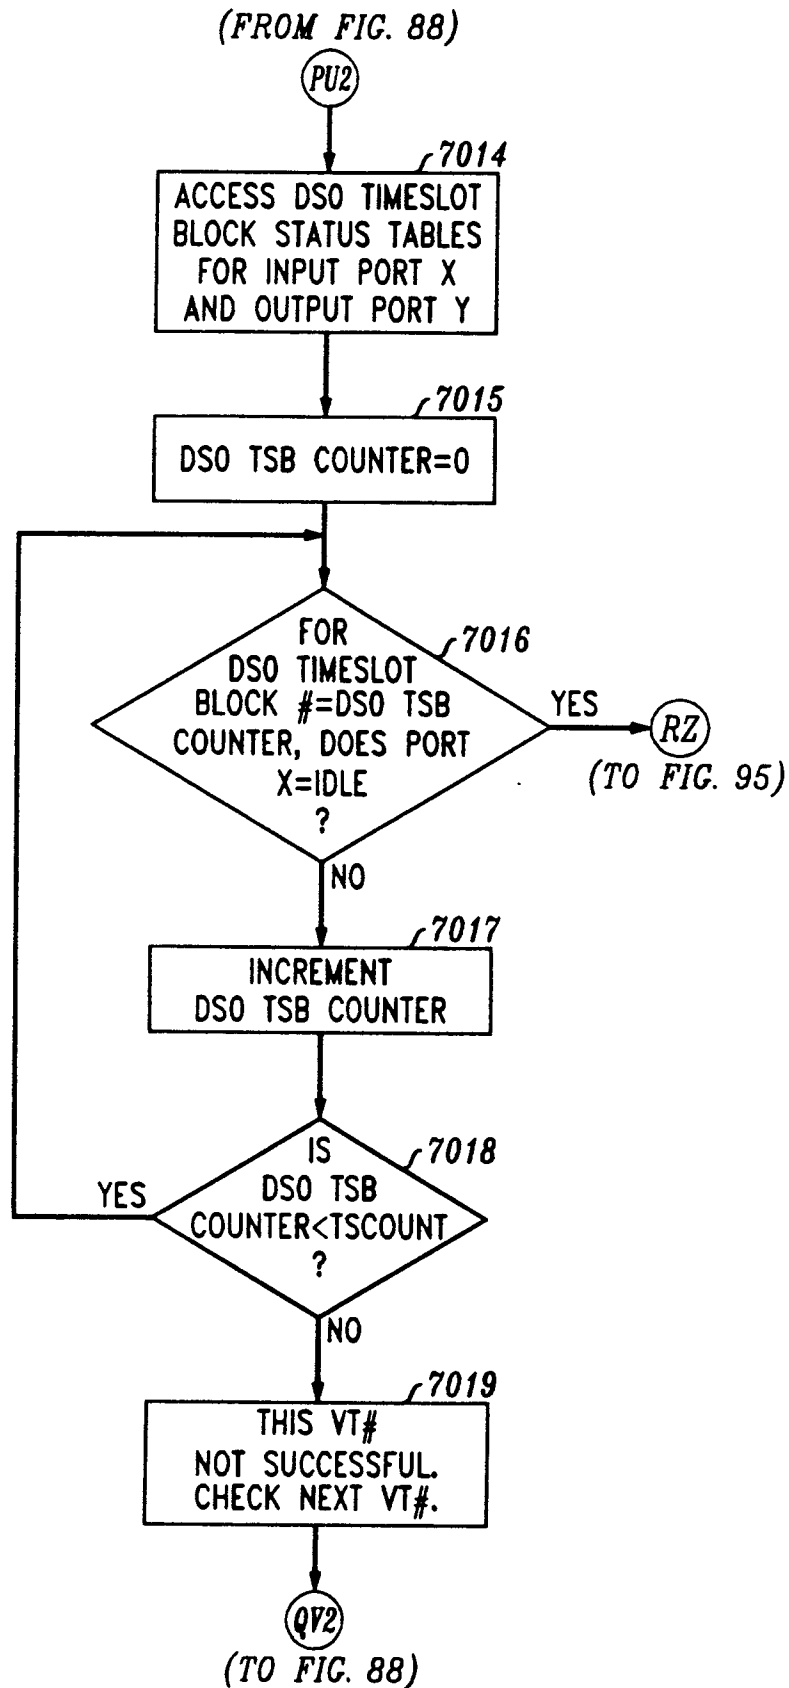 (FROM FIG. 88)
PU2
7014
ACCESS DS0 TIMESLOT
BLOCK STATUS TABLES
FOR INPUT PORT X
AND OUTPUT PORT Y
7015
DS0 TSB COUNTER=0
7016
FOR
DS0 TIMESLOT
BLOCK #=DS0 TSB
COUNTER, DOES PORT
X=IDLE
?
YES
RZ
(TO FIG. 95)
NO
7017
INCREMENT
DS0 TSB COUNTER
7018
IS
DS0 TSB
COUNTER<TSCOUNT
?
YES
NO
7019
THIS VT#
NOT SUCCESSFUL.
CHECK NEXT VT#.
QV2
(TO FIG. 88)